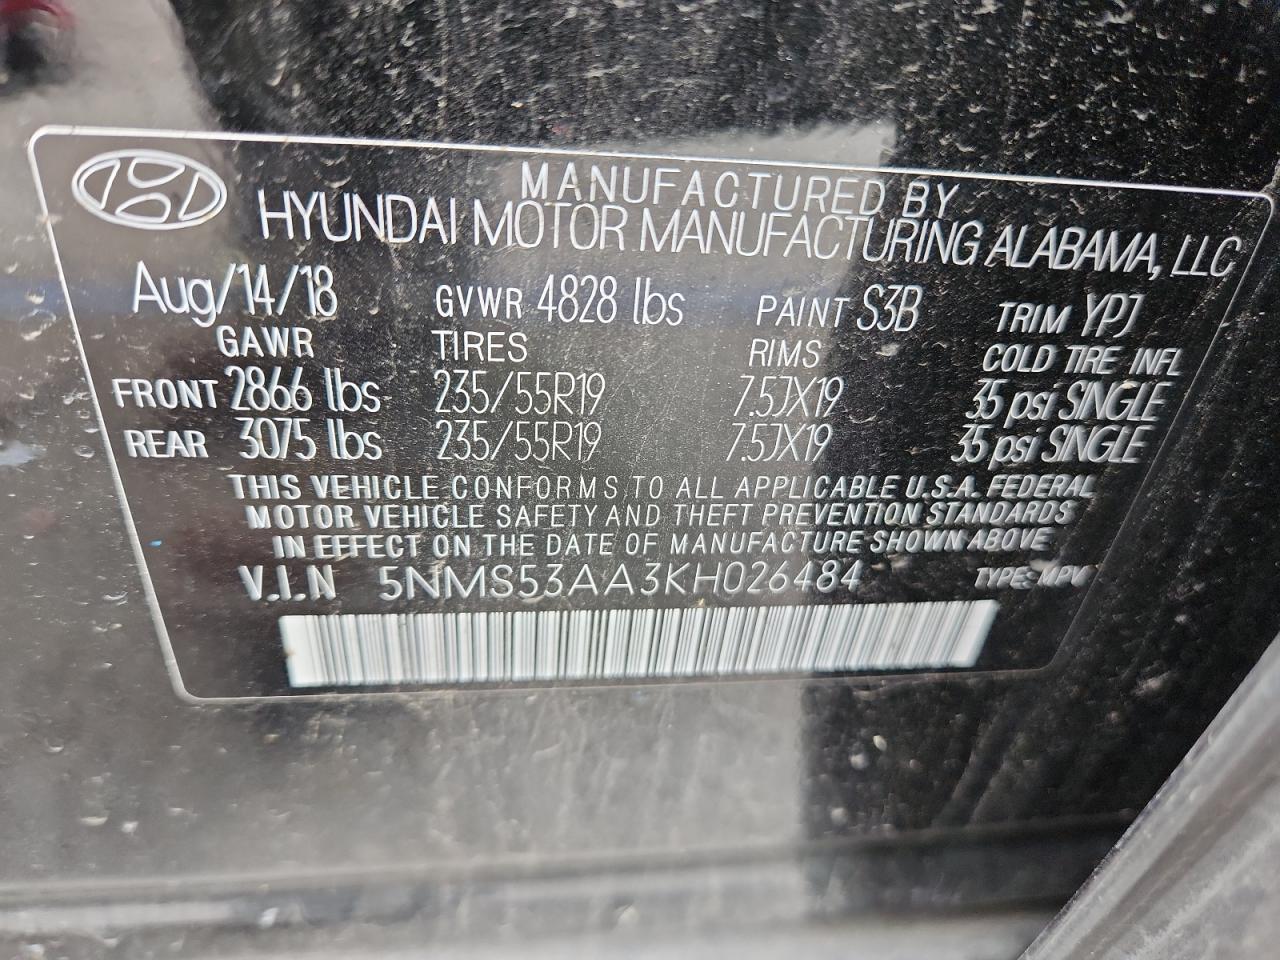 MANUFACTURED BY
HYUNDAI MOTOR MANUFACTURING ALABAMA, LLC
Aug/14/18 GVWR 4828 lbs PAINT S3B TRIM YPJ
GAWR TIRES RIMS COLD TIRE INFL
FRONT 2866 lbs 235/55R19 7.5JX19 35 psi SINGLE
REAR 3075 lbs 235/55R19 7.5JX19 35 psi SINGLE
THIS VEHICLE CONFORMS TO ALL APPLICABLE U.S.A. FEDERAL
MOTOR VEHICLE SAFETY AND THEFT PREVENTION STANDARDS
IN EFFECT ON THE DATE OF MANUFACTURE SHOWN ABOVE
V.I.N 5NMS53AA3KH026484 TYPE: MPV